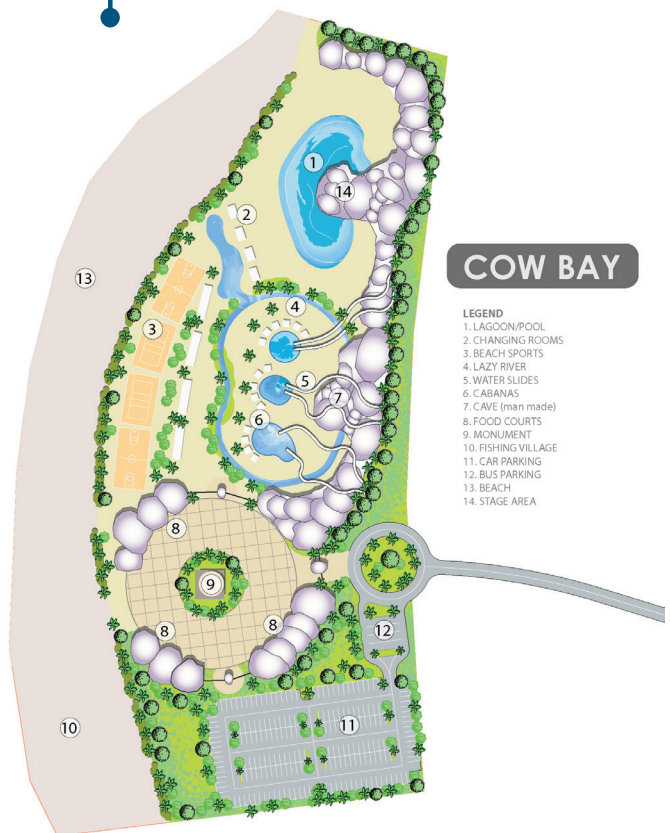 1
14
2
13
3
4
5
7
6
8
9
8
8
12
11
10
COW BAY
LEGEND
1. LAGOON/POOL
2. CHANGING ROOMS
3. BEACH SPORTS
4. LAZY RIVER
5. WATER SLIDES
6. CABANAS
7. CAVE (man made)
8. FOOD COURTS
9. MONUMENT
10. FISHING VILLAGE
11. CAR PARKING
12. BUS PARKING
13. BEACH
14. STAGE AREA